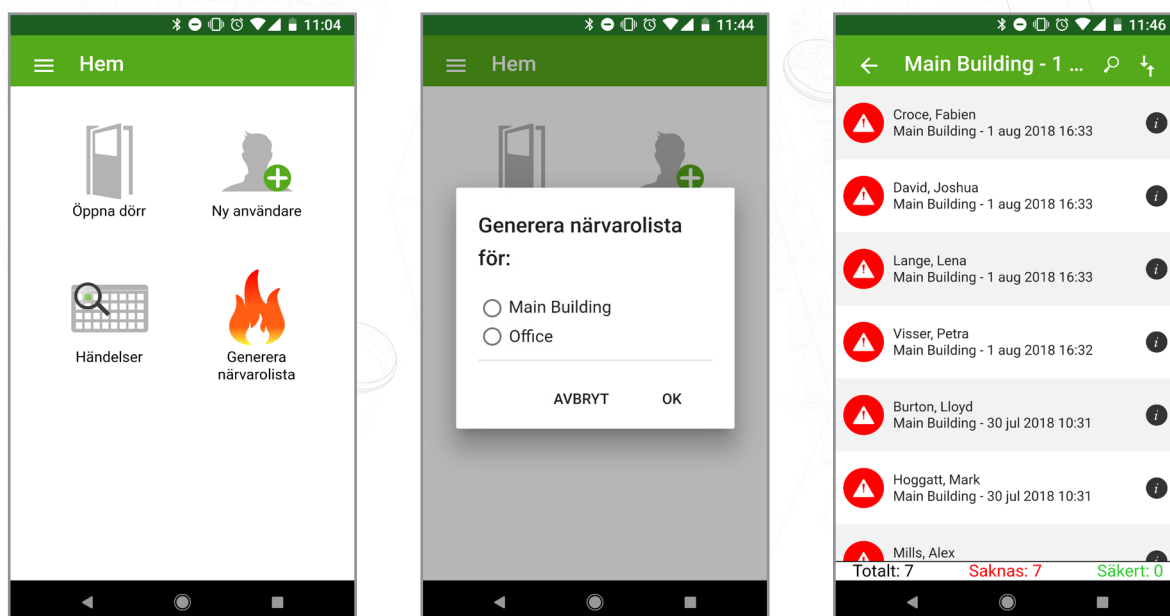 11:04
Hem
Öppna dörr
Ny användare
Händelser
Generera
närvarolista
11:44
Hem
Generera närvarolista
för:
Main Building
Office
AVBRYT
OK
11:46
Main Building - 1 ...
Croce, Fabien
Main Building - 1 aug 2018 16:33
David, Joshua
Main Building - 1 aug 2018 16:33
Lange, Lena
Main Building - 1 aug 2018 16:33
Visser, Petra
Main Building - 1 aug 2018 16:32
Burton, Lloyd
Main Building - 30 jul 2018 10:31
Hoggatt, Mark
Main Building - 30 jul 2018 10:31
Mills, Alex
Totalt: 7 Saknas: 7 Säkert: 0